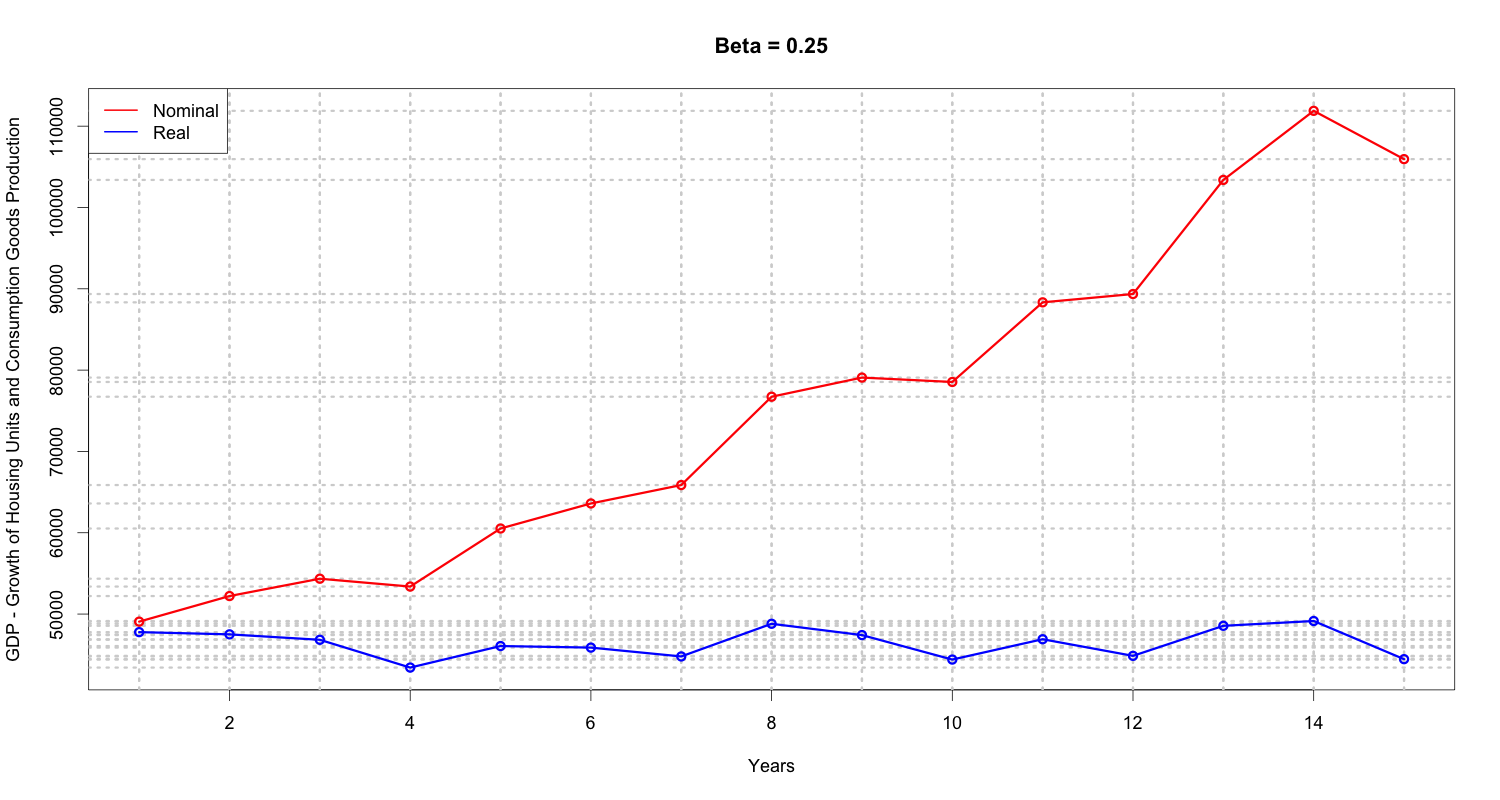 Beta = 0.25
Nominal
Real
GDP - Growth of Housing Units and Consumption Goods Production
110000
100000
90000
80000
70000
60000
50000
2 4 6 8 10 12 14
Years